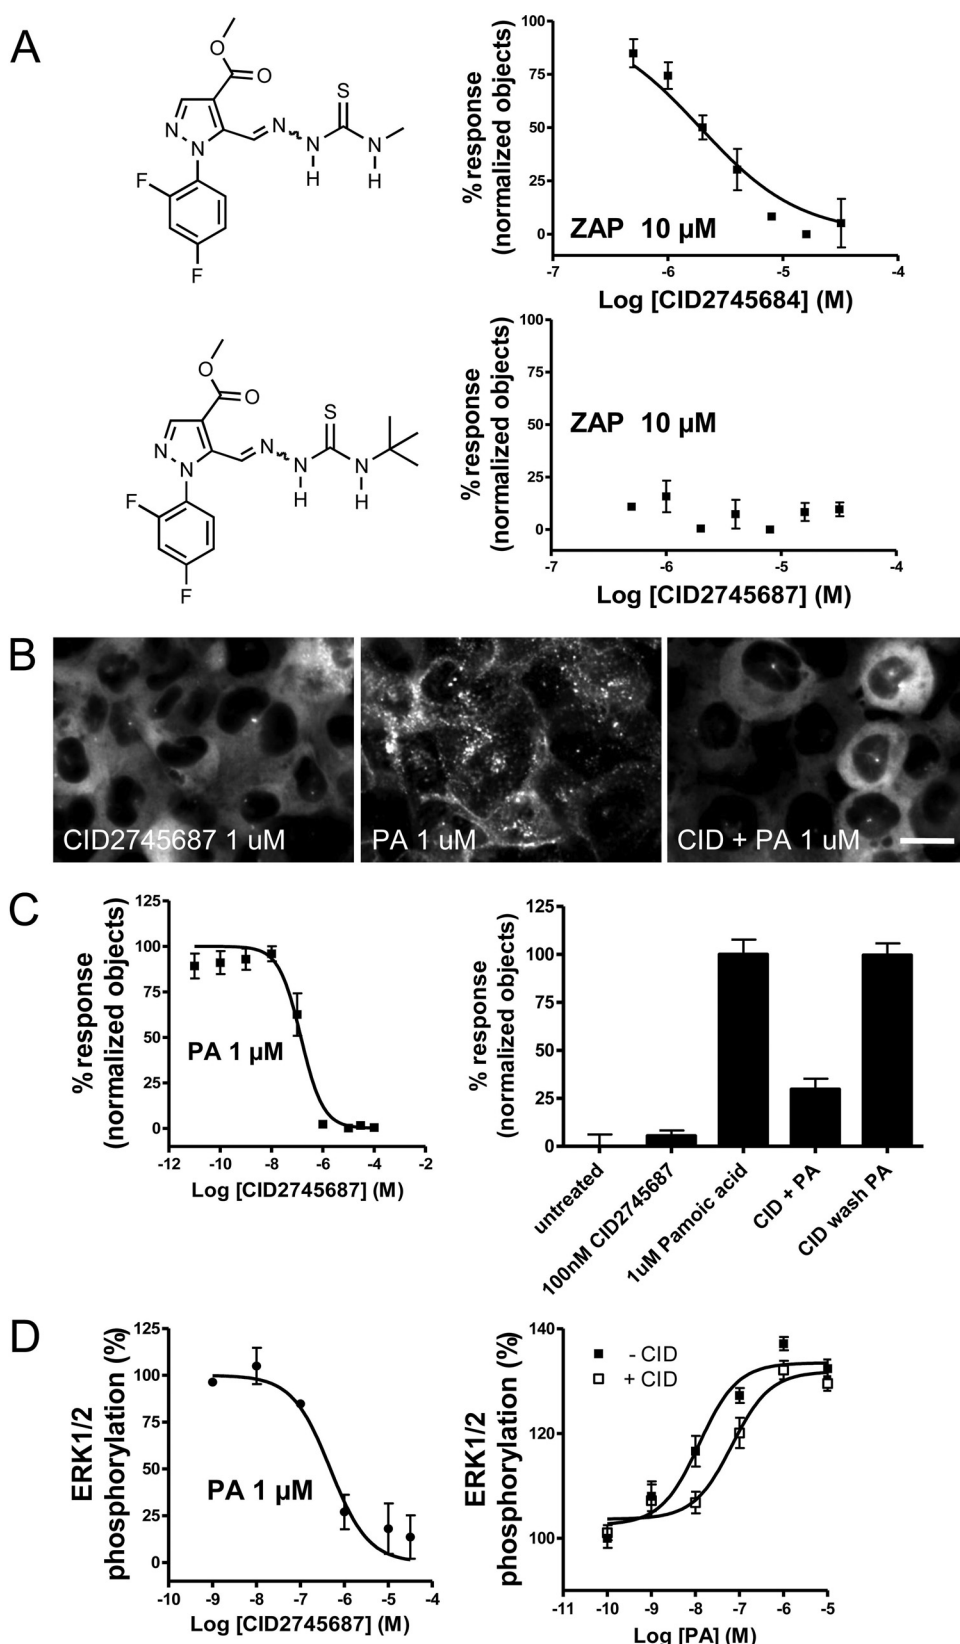 A
O
O
S
N
N
N
N
N
H
H
F
F
% response
(normalized objects)
100
75
50
25
0
ZAP 10 µM
-7 -6 -5 -4
Log [CID2745684] (M)
O
O
S
N
N
N
N
N
H
H
F
F
% response
(normalized objects)
100
75
50
25
0
ZAP 10 µM
-7 -6 -5 -4
Log [CID2745687] (M)
B
CID2745687 1 uM
PA 1 uM
CID + PA 1 uM
C
% response
(normalized objects)
125
100
75
50
25
0
PA 1 µM
-12 -10 -8 -6 -4 -2
Log [CID2745687] (M)
% response
(normalized objects)
125
100
75
50
25
0
untreated
100nM CID2745687
1uM Pamoic acid
CID + PA
CID wash PA
D
ERK1/2
phosphorylation (%)
125
100
75
50
25
0
PA 1 µM
-10 -9 -8 -7 -6 -5 -4
Log [CID2745687] (M)
ERK1/2
phosphorylation (%)
140
120
100
- CID
+ CID
-11 -10 -9 -8 -7 -6 -5
Log [PA] (M)